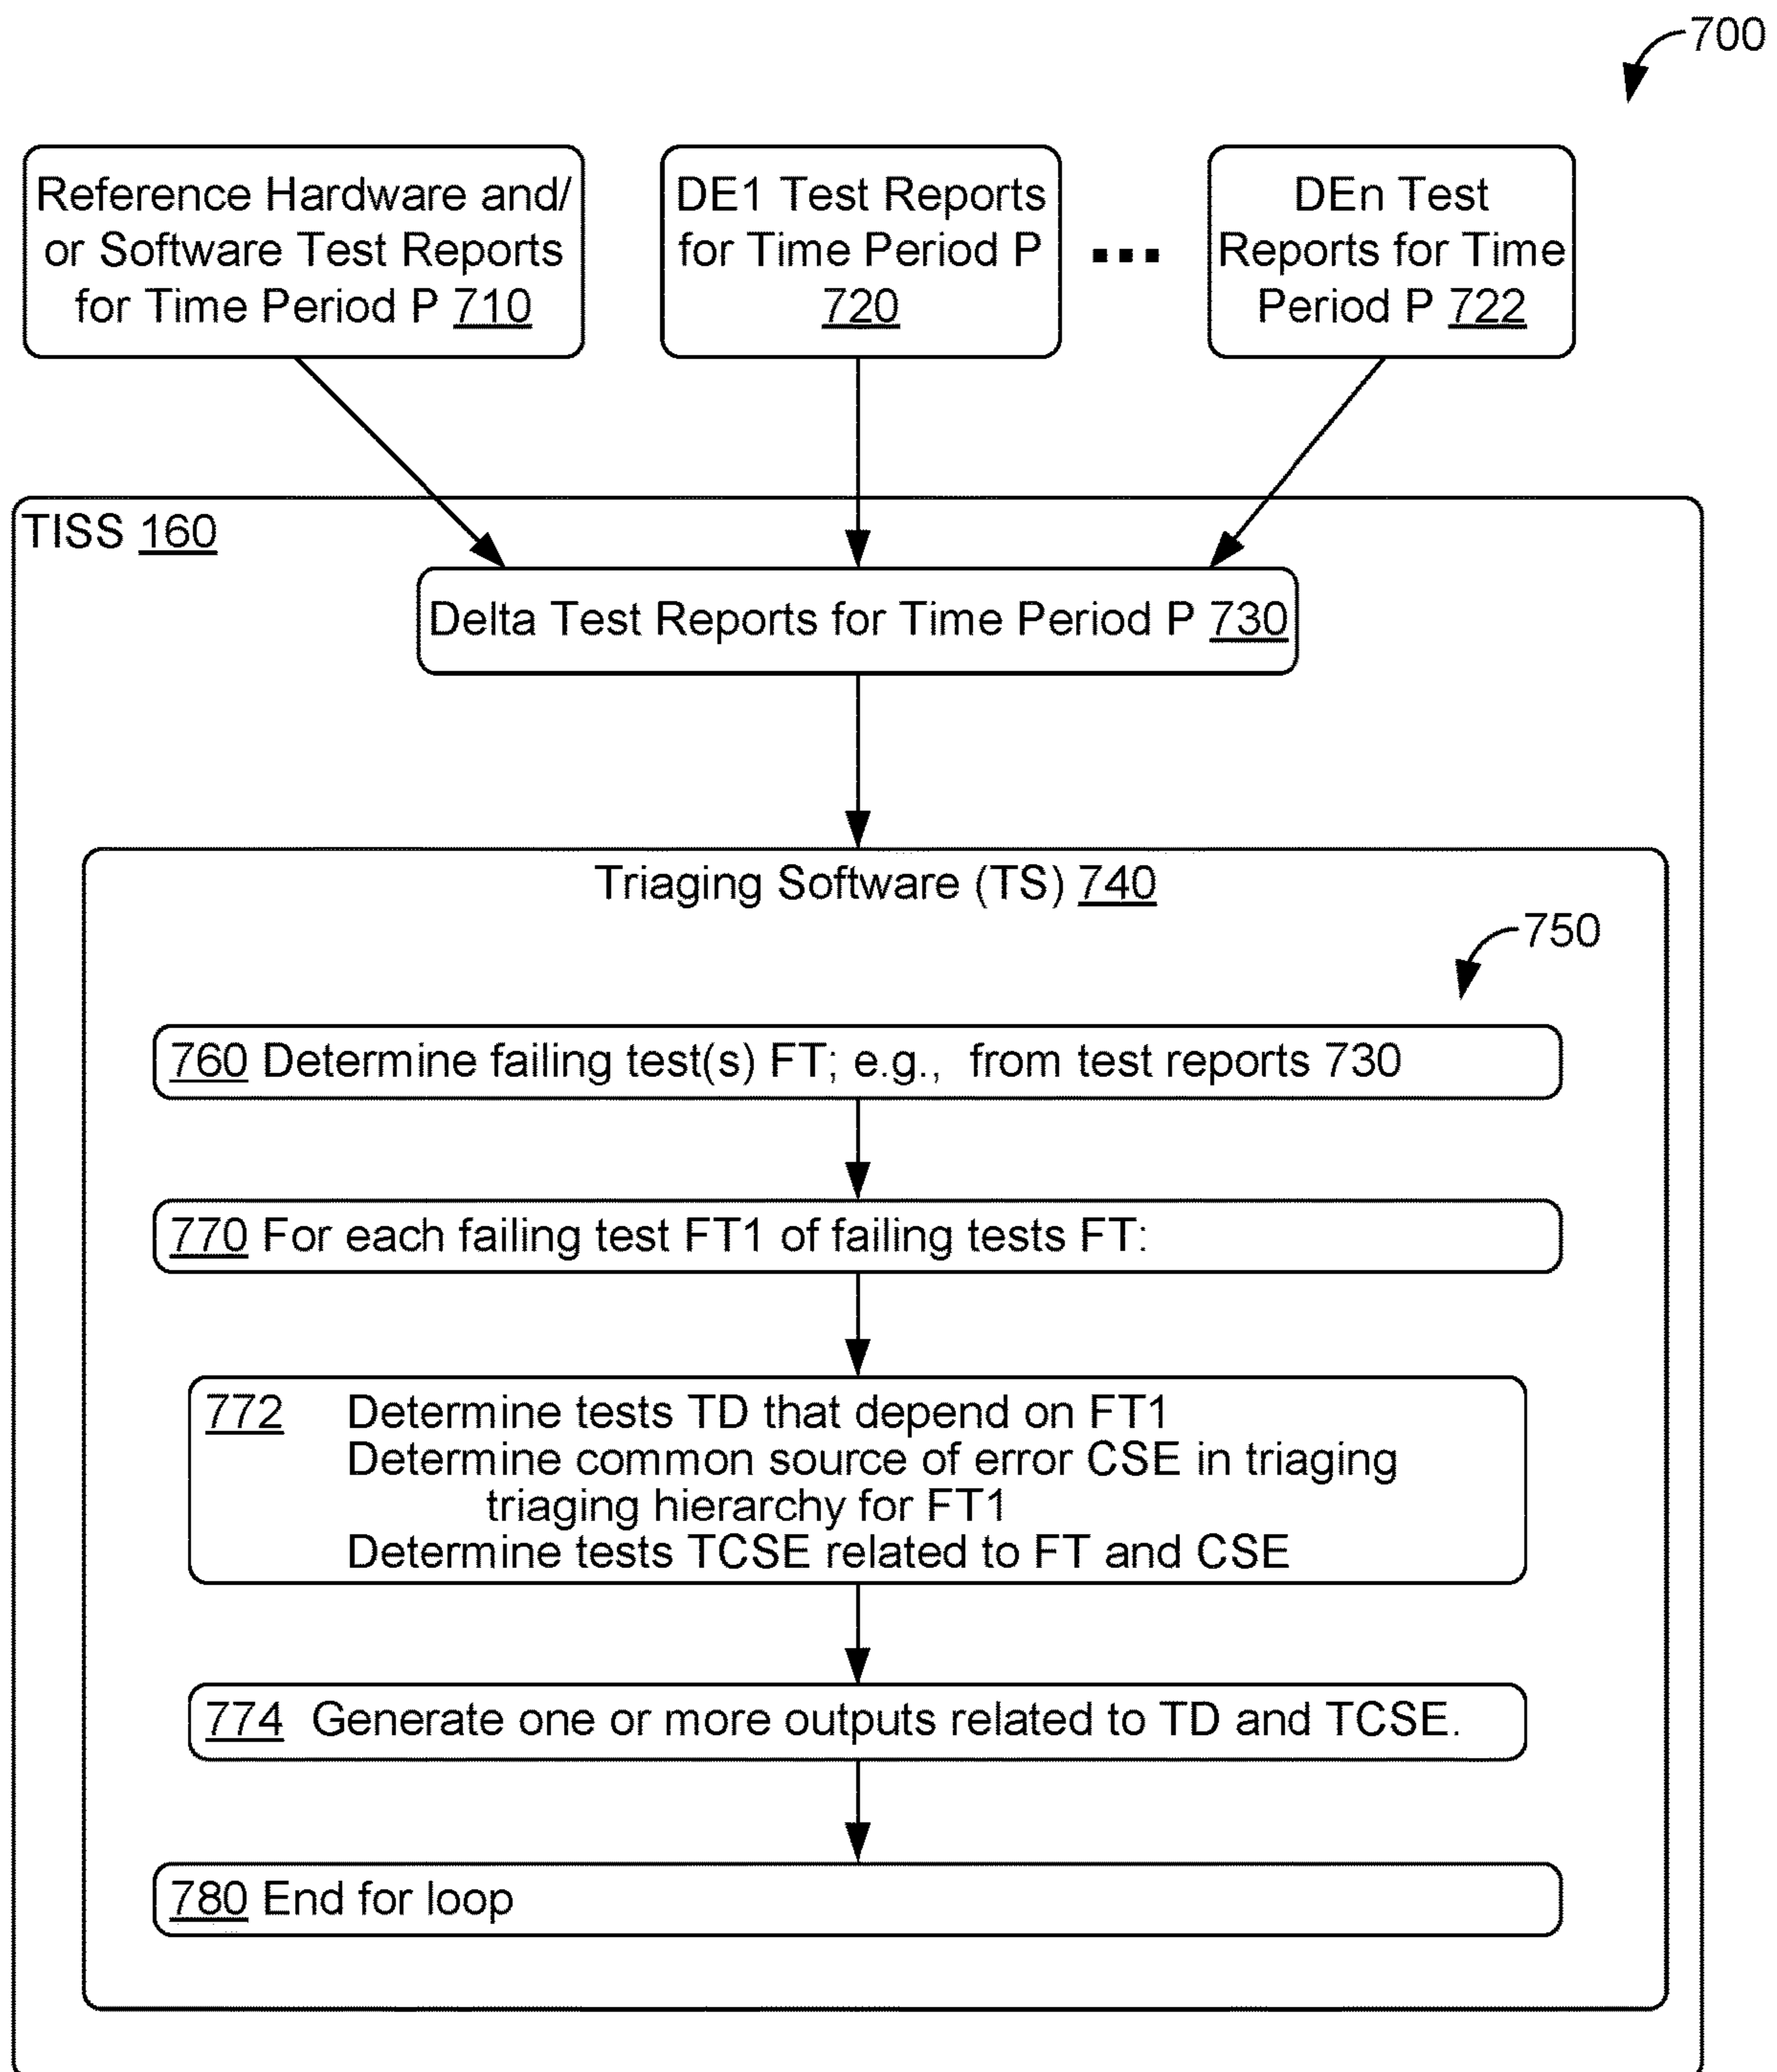 700
Reference Hardware and/
or Software Test Reports
for Time Period P 710
DE1 Test Reports
for Time Period P
720
...
DEn Test
Reports for Time
Period P 722
TISS 160
Delta Test Reports for Time Period P 730
Triaging Software (TS) 740
750
760 Determine failing test(s) FT; e.g., from test reports 730
770 For each failing test FT1 of failing tests FT:
772 Determine tests TD that depend on FT1
Determine common source of error CSE in triaging
triaging hierarchy for FT1
Determine tests TCSE related to FT and CSE
774 Generate one or more outputs related to TD and TCSE.
780 End for loop